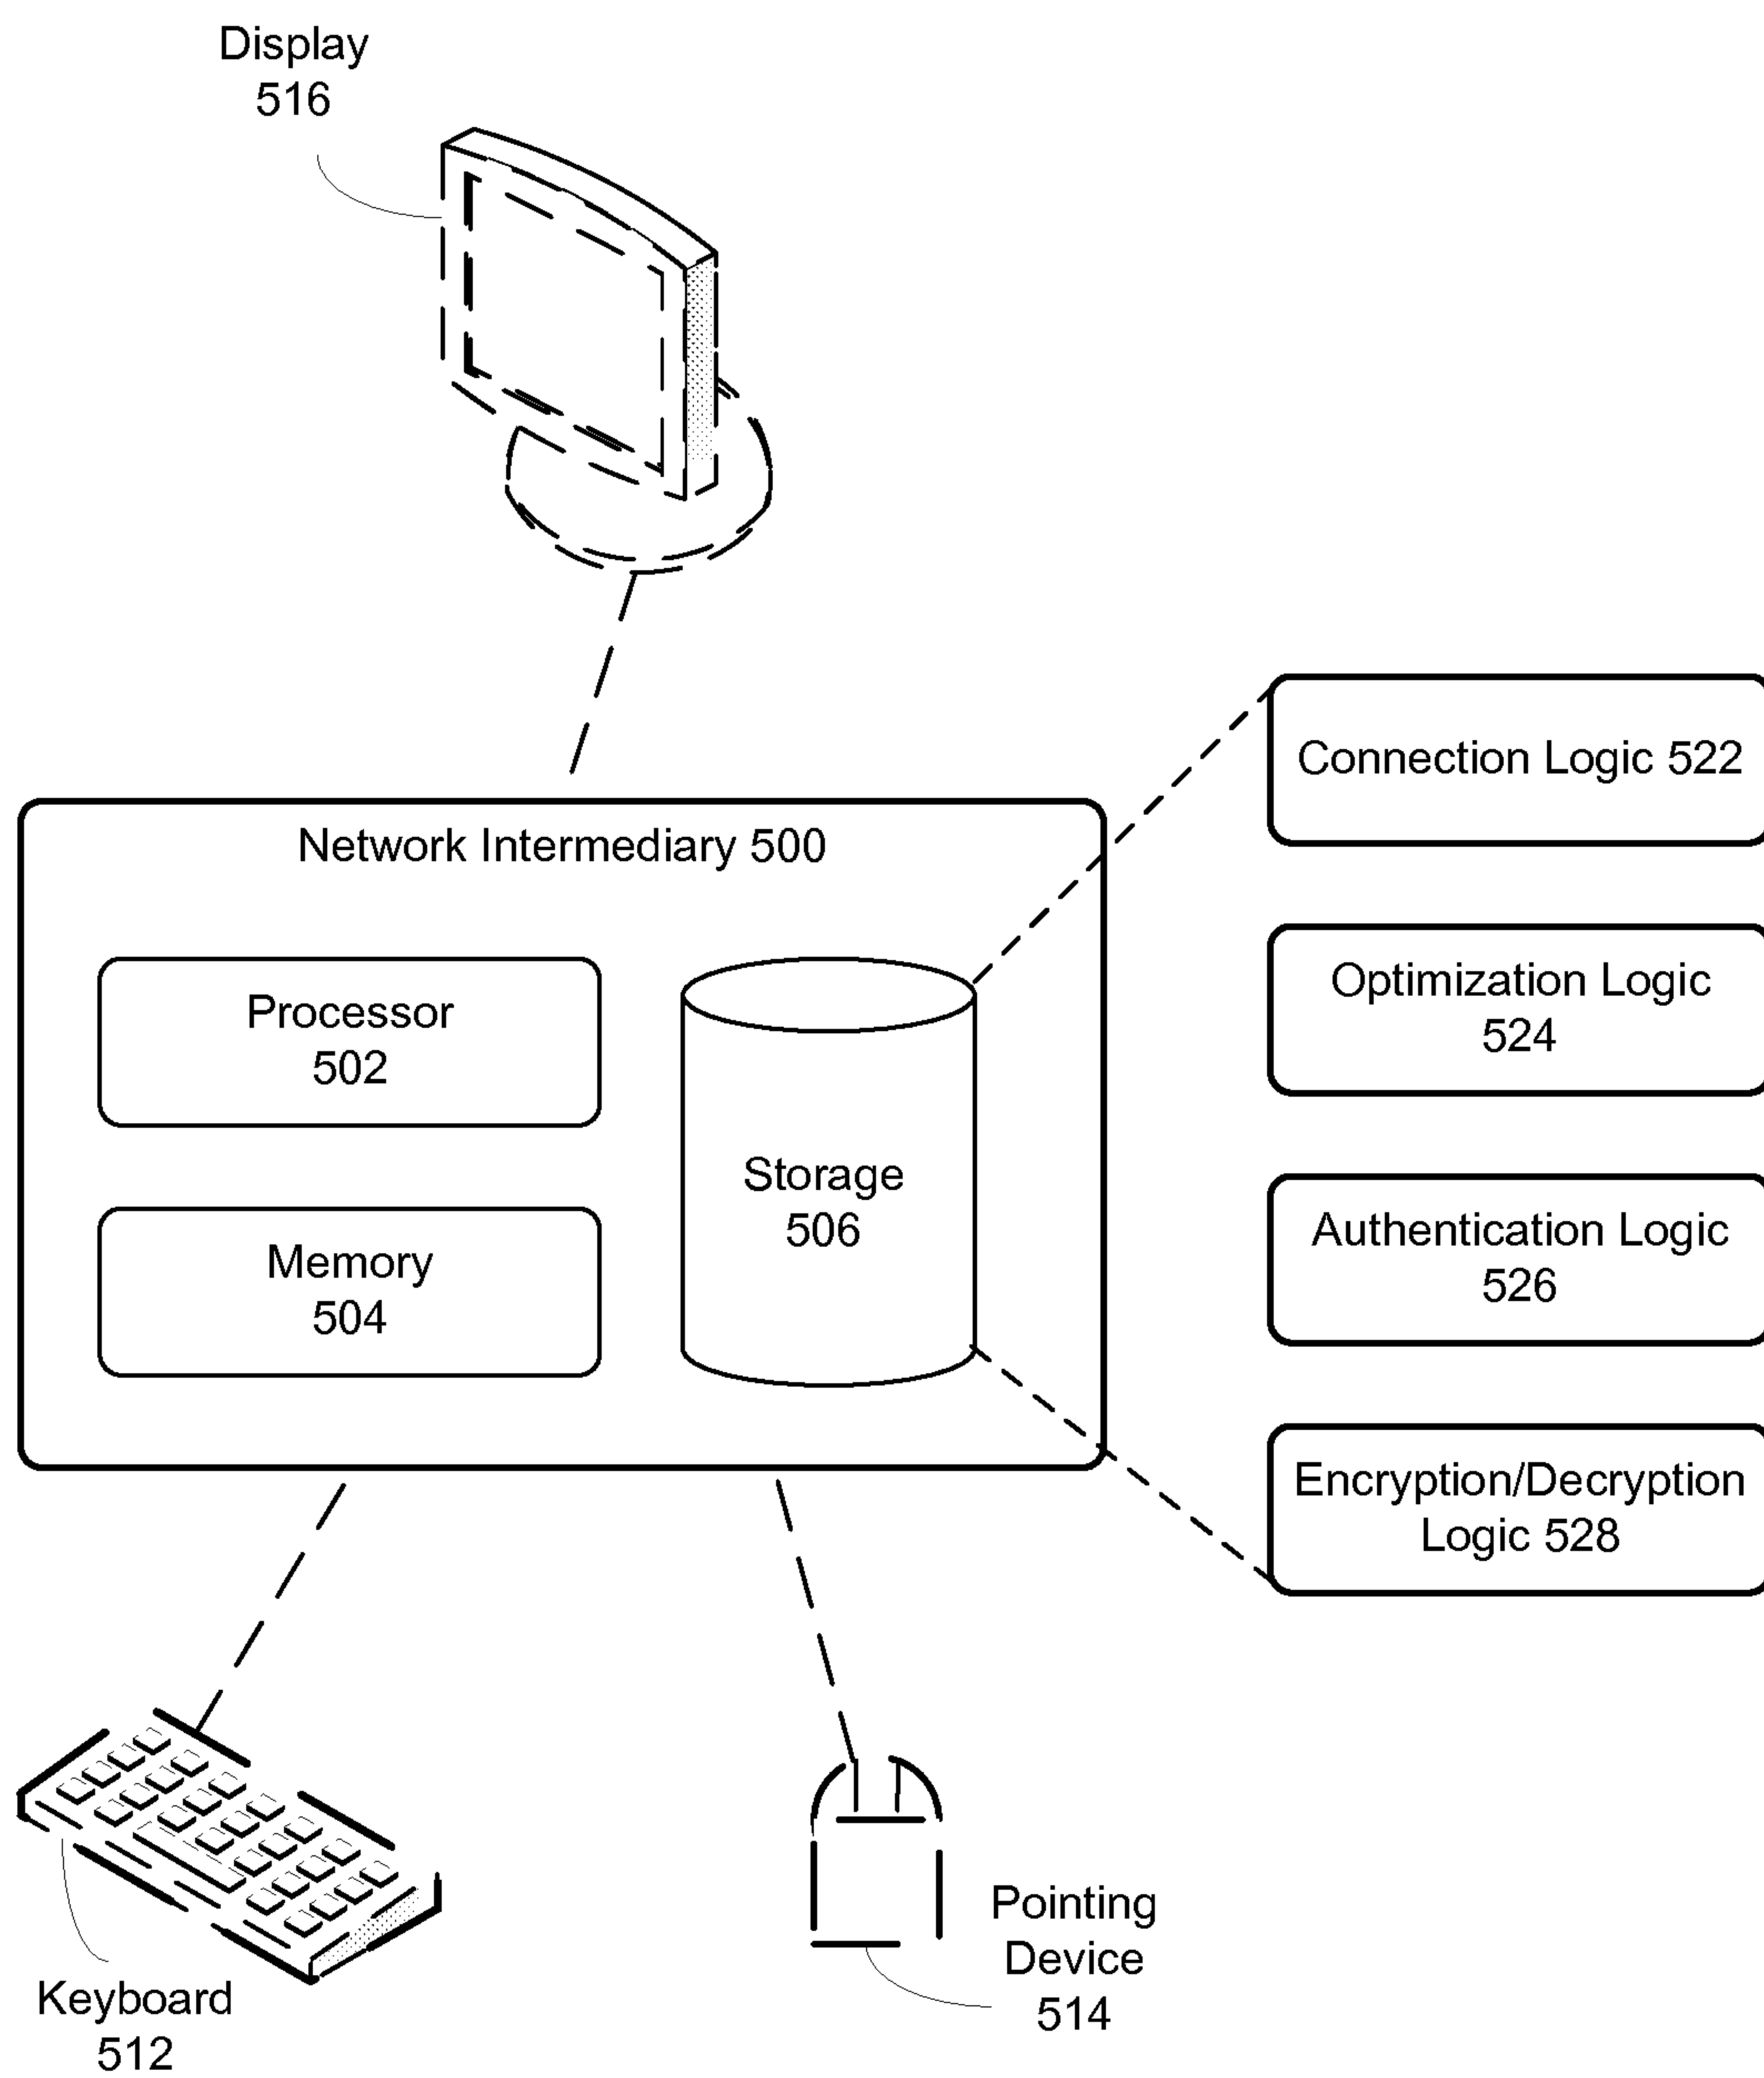 Display
516
Connection Logic 522
Network Intermediary 500
Optimization Logic
524
Processor
502
Storage
506
Authentication Logic
526
Memory
504
Encryption/Decryption
Logic 528
Pointing
Device
514
Keyboard
512